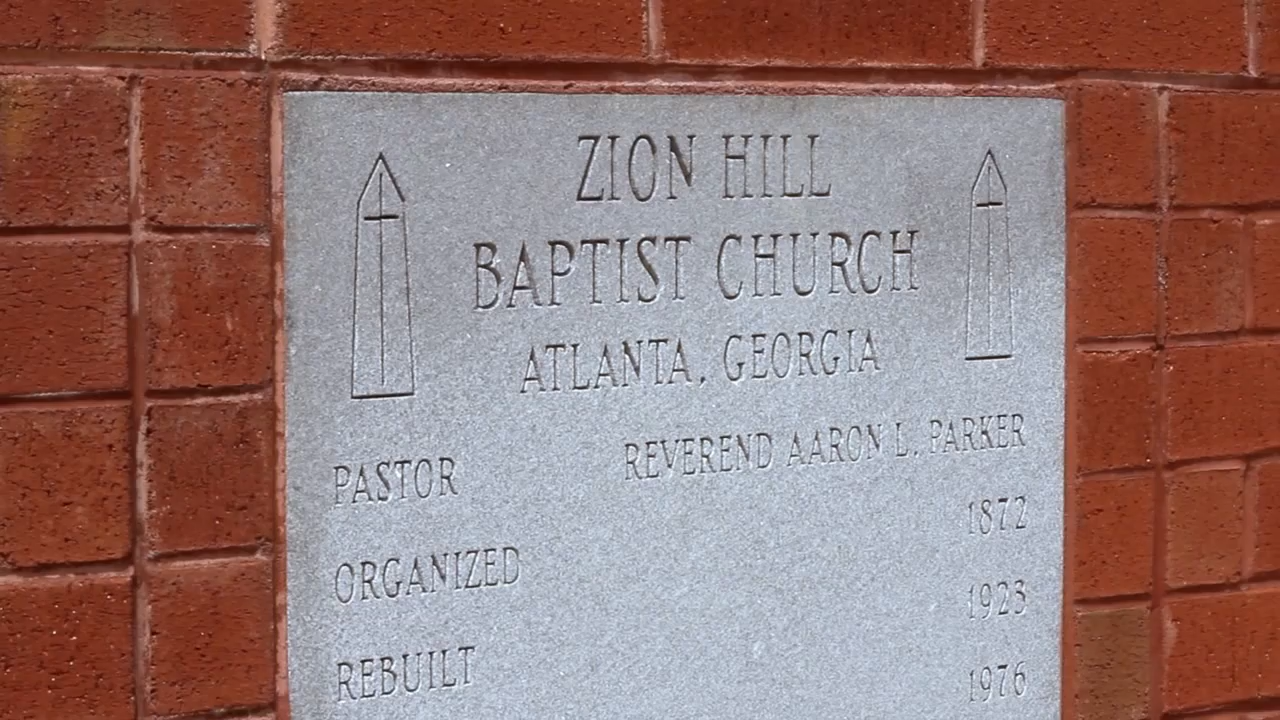 ZION HILL
BAPTIST CHURCH
ATLANTA, GEORGIA
PASTOR REVEREND AARON L. PARKER
ORGANIZED 1872
REBUILT 1923
1976